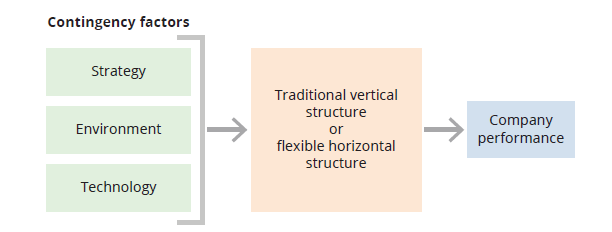 Contingency factors
Strategy
Environment
Technology
Traditional vertical
structure
or
flexible horizontal
structure
Company
performance